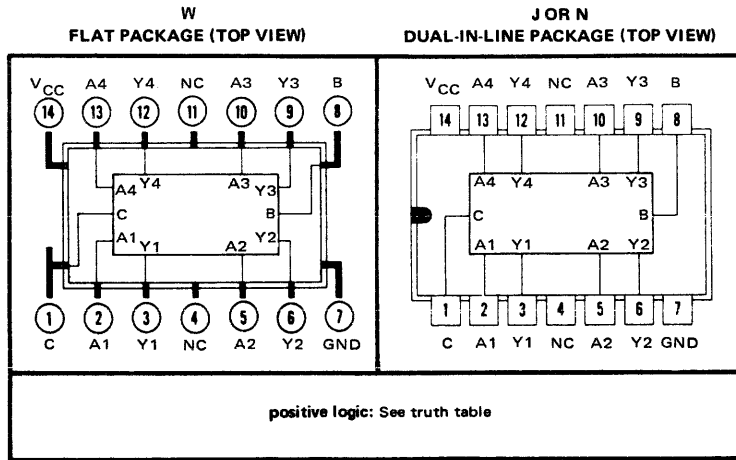 W
FLAT PACKAGE (TOP VIEW)
J OR N
DUAL-IN-LINE PACKAGE (TOP VIEW)
VCC A4 Y4 NC A3 Y3 B
14 13 12 11 10 9 8
A4 Y4 A3 Y3
C B
A1 Y1 A2 Y2
1 2 3 4 5 6 7
C A1 Y1 NC A2 Y2 GND
VCC A4 Y4 NC A3 Y3 B
14 13 12 11 10 9 8
A4 Y4 A3 Y3
C B
A1 Y1 A2 Y2
1 2 3 4 5 6 7
C A1 Y1 NC A2 Y2 GND
positive logic: See truth table